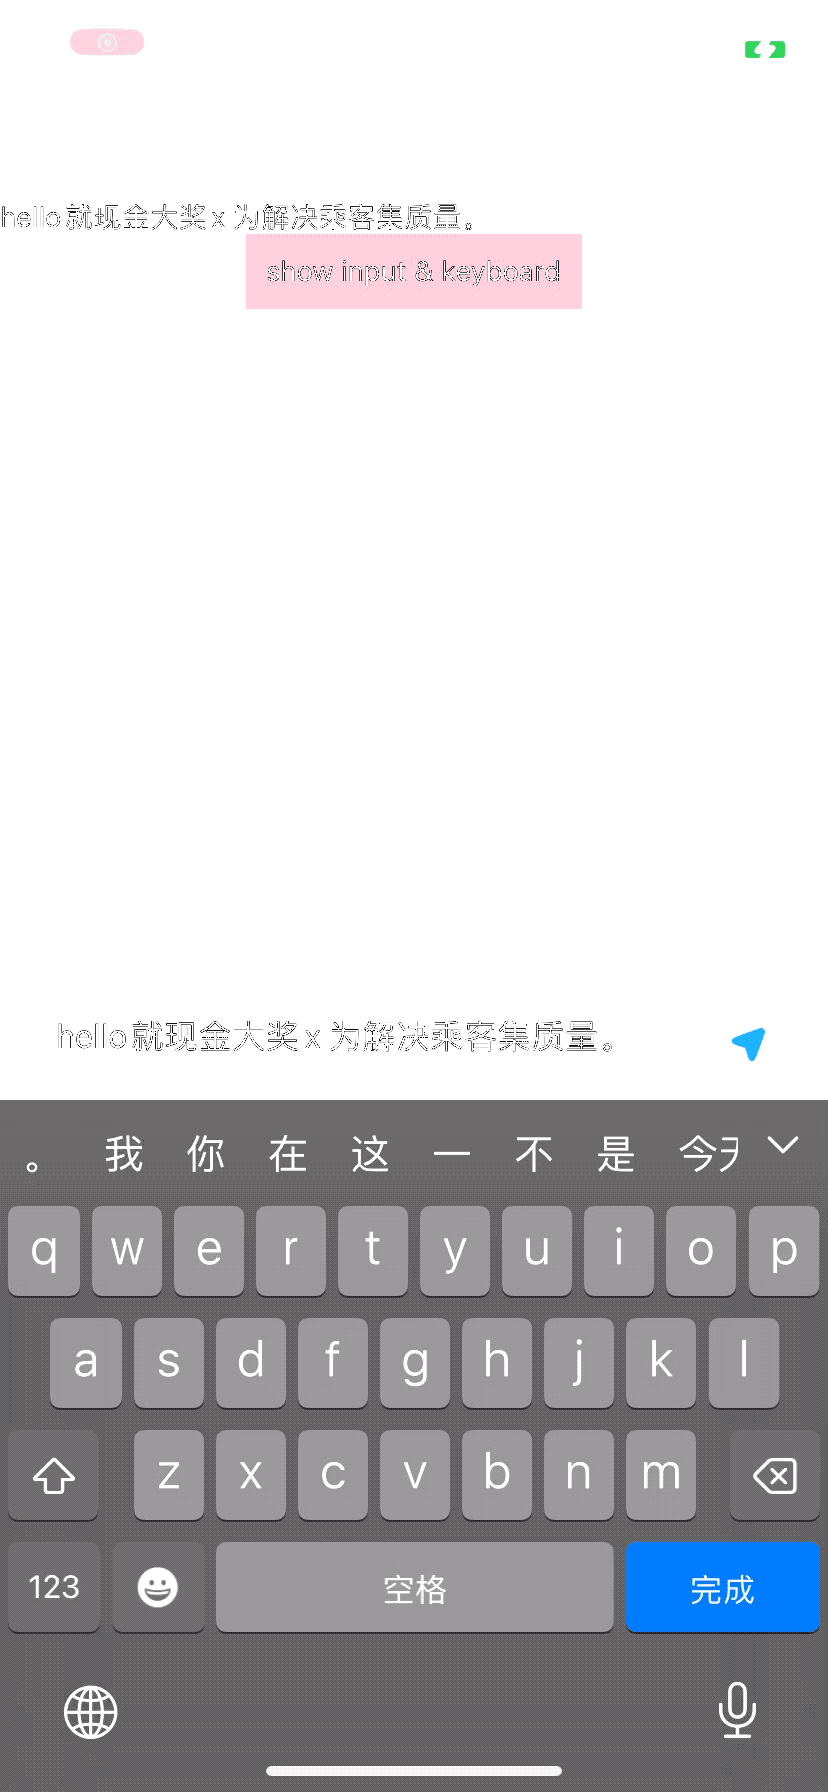 hello就现金大奖x为解决乘客集质量。
show input & keyboard
hello就现金大奖x为解决乘客集质量。
。 我 你 在 这 一 不 是 今
q w e r t y u i o p
a s d f g h j k l
z x c v b n m
123 空格 完成